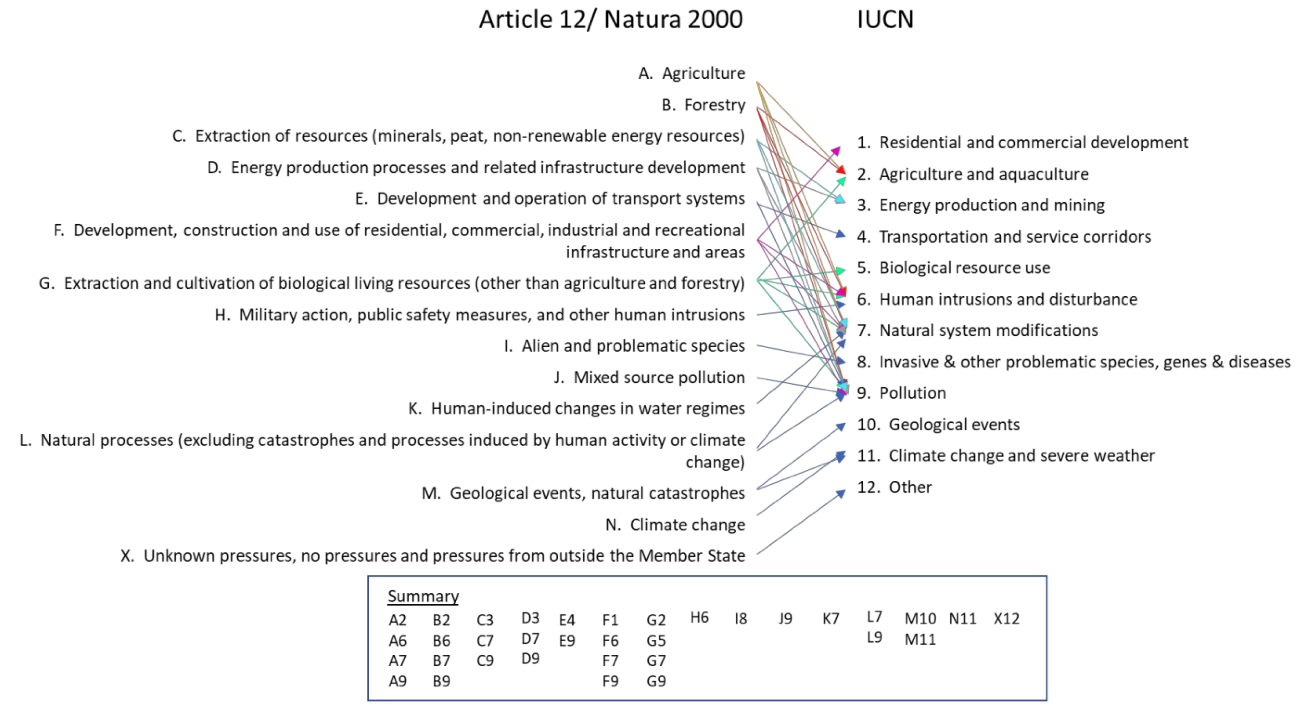 Article 12/ Natura 2000
IUCN
A. Agriculture
B. Forestry
C. Extraction of resources (minerals, peat, non-renewable energy resources)
D. Energy production processes and related infrastructure development
E. Development and operation of transport systems
F. Development, construction and use of residential, commercial, industrial and recreational
infrastructure and areas
G. Extraction and cultivation of biological living resources (other than agriculture and forestry)
H. Military action, public safety measures, and other human intrusions
I. Alien and problematic species
J. Mixed source pollution
K. Human-induced changes in water regimes
L. Natural processes (excluding catastrophes and processes induced by human activity or climate
change)
M. Geological events, natural catastrophes
N. Climate change
X. Unknown pressures, no pressures and pressures from outside the Member State
1. Residential and commercial development
2. Agriculture and aquaculture
3. Energy production and mining
4. Transportation and service corridors
5. Biological resource use
6. Human intrusions and disturbance
7. Natural system modifications
8. Invasive & other problematic species, genes & diseases
9. Pollution
10. Geological events
11. Climate change and severe weather
12. Other
Summary
A2 B2 C3 D3 E4 F1 G2 H6 I8 J9 K7 L7 M10 N11 X12
A6 B6 C7 D7 E9 F6 G5 L9 M11
A7 B7 C9 D9 F7 G7
A9 B9 F9 G9